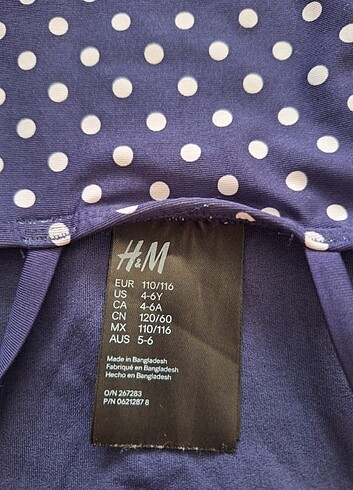 H&M
EUR 110/116
US 4-6Y
CA 4-6A
CN 120/60
MX 110/116
AUS 5-6
Made in Bangladesh
Fabriqué en Bangladesh
Hecho en Bangladesh
O/N 267283
P/N 0621287 8